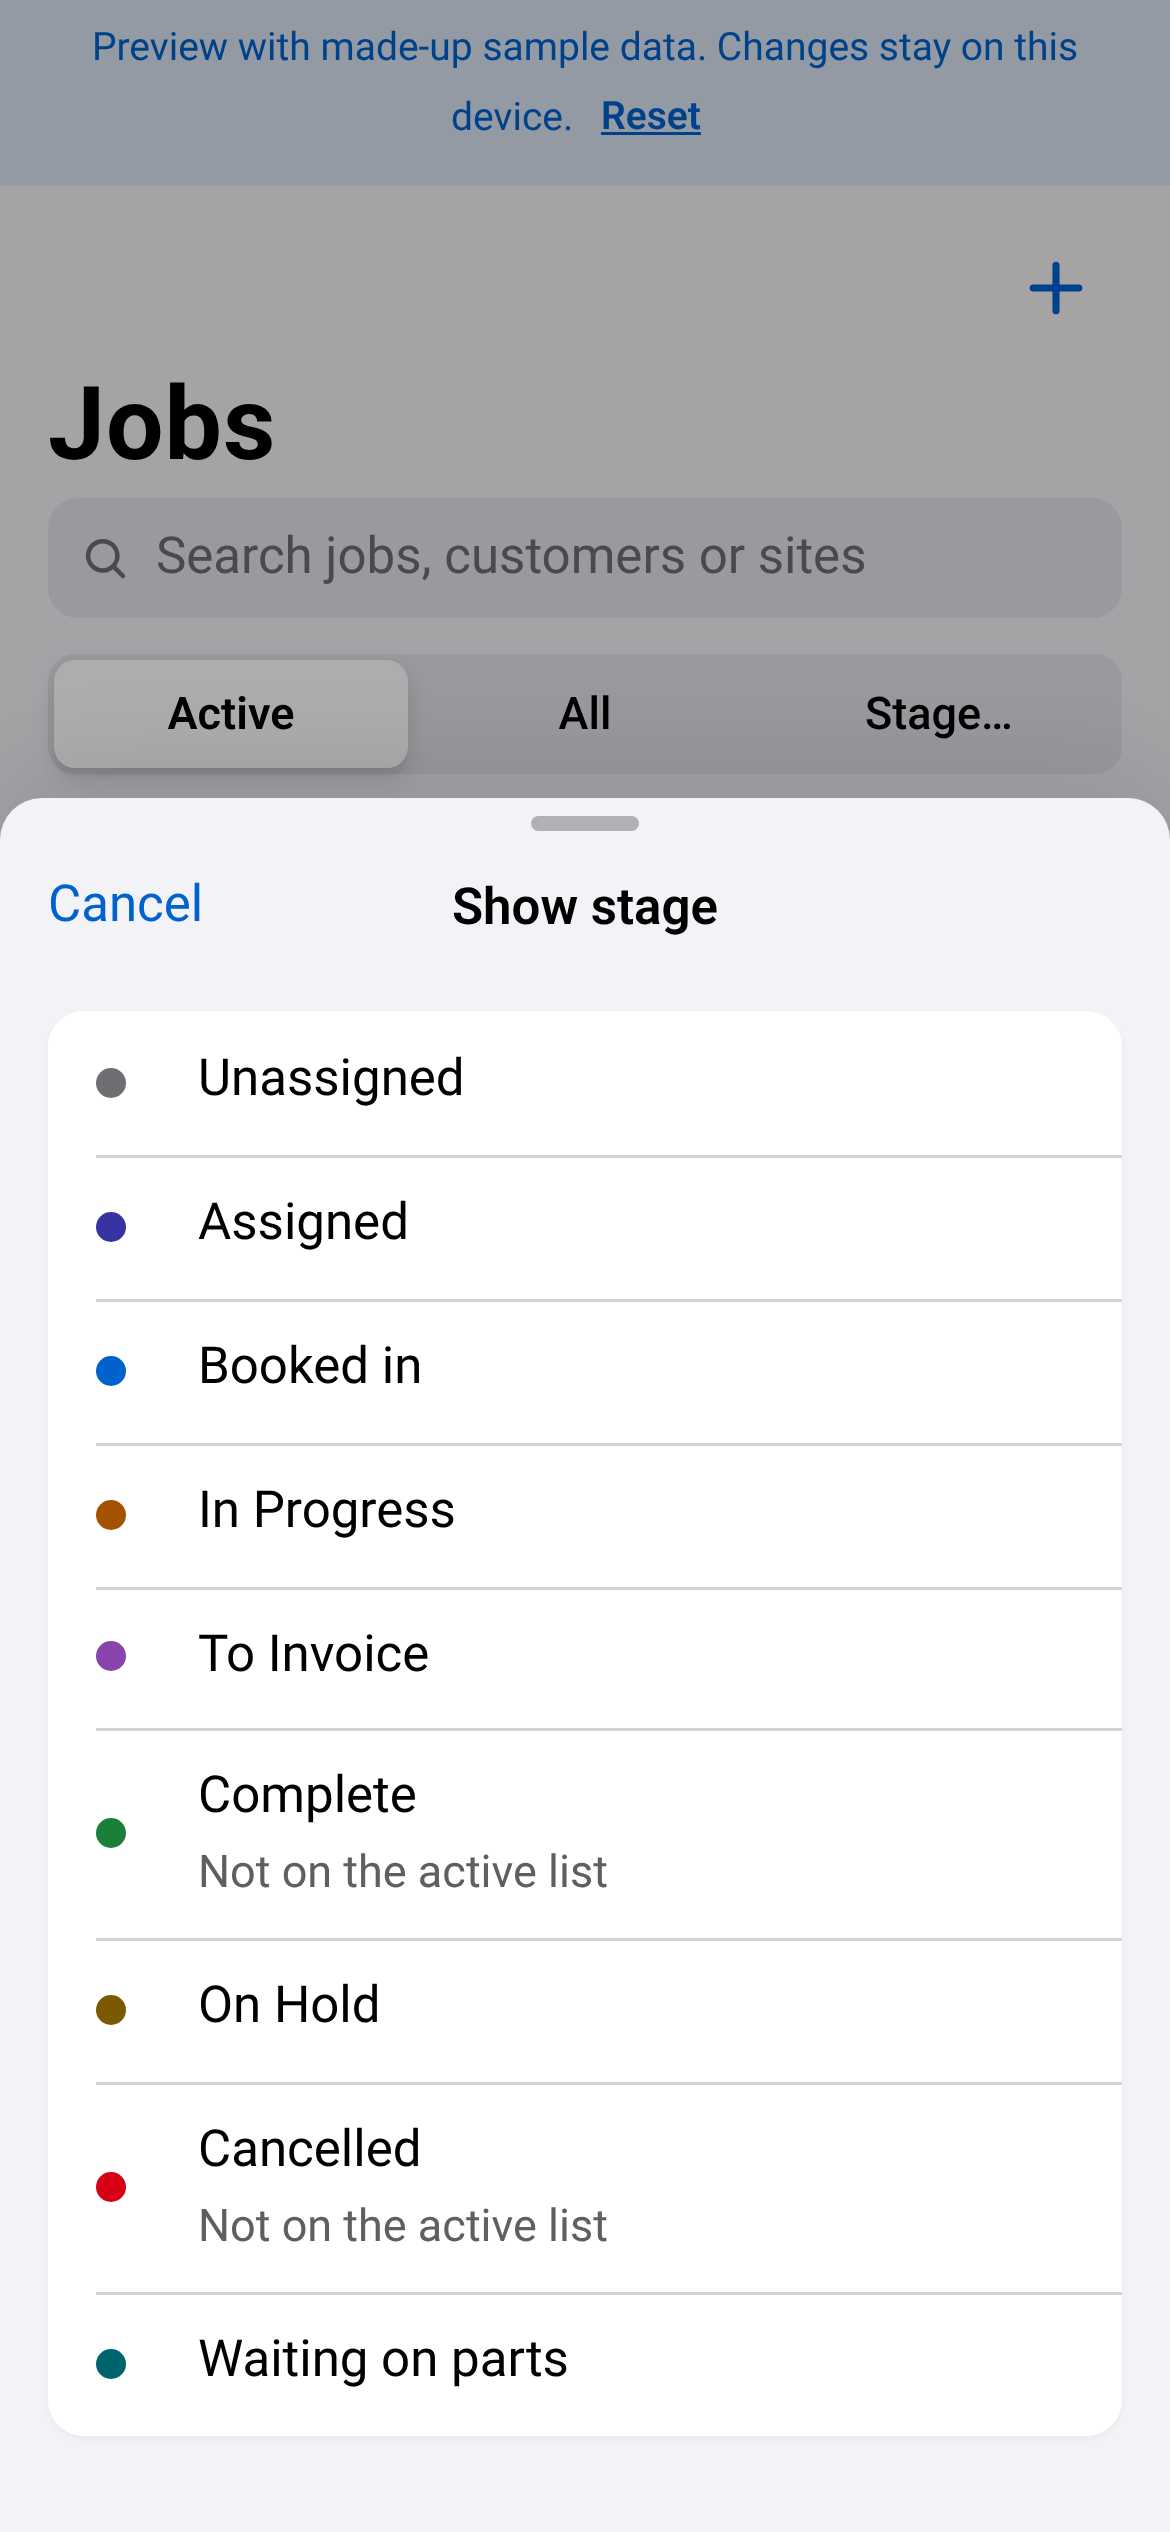 Preview with made-up sample data. Changes stay on this
device. Reset
Jobs
Search jobs, customers or sites
Active All Stage...
Cancel Show stage
Unassigned
Assigned
Booked in
In Progress
To Invoice
Complete
Not on the active list
On Hold
Cancelled
Not on the active list
Waiting on parts